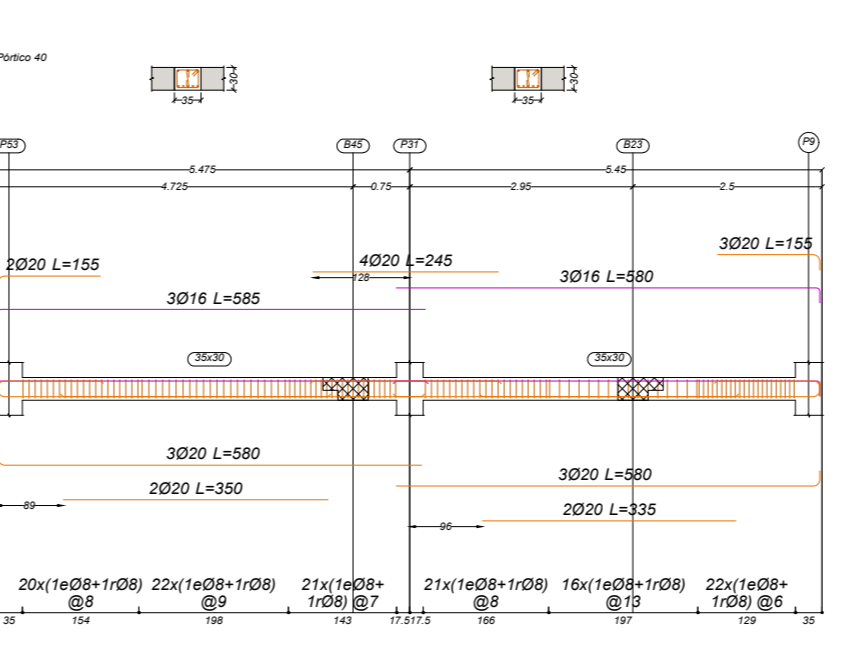 Pórtico 40
30
30
35
35
P53
B45
P31
B23
P9
5.475
5.45
4.725
0.75
2.95
2.5
3Ø20 L=155
2Ø20 L=155
4Ø20 L=245
128
3Ø16 L=580
3Ø16 L=585
35x30
35x30
3Ø20 L=580
3Ø20 L=580
2Ø20 L=350
89
2Ø20 L=335
96
20x(1eØ8+1rØ8)
@8
22x(1eØ8+1rØ8)
@9
21x(1eØ8+
1rØ8) @7
21x(1eØ8+1rØ8)
@8
16x(1eØ8+1rØ8)
@13
22x(1eØ8+
1rØ8) @6
35
154
198
143
17.5
17.5
166
197
129
35